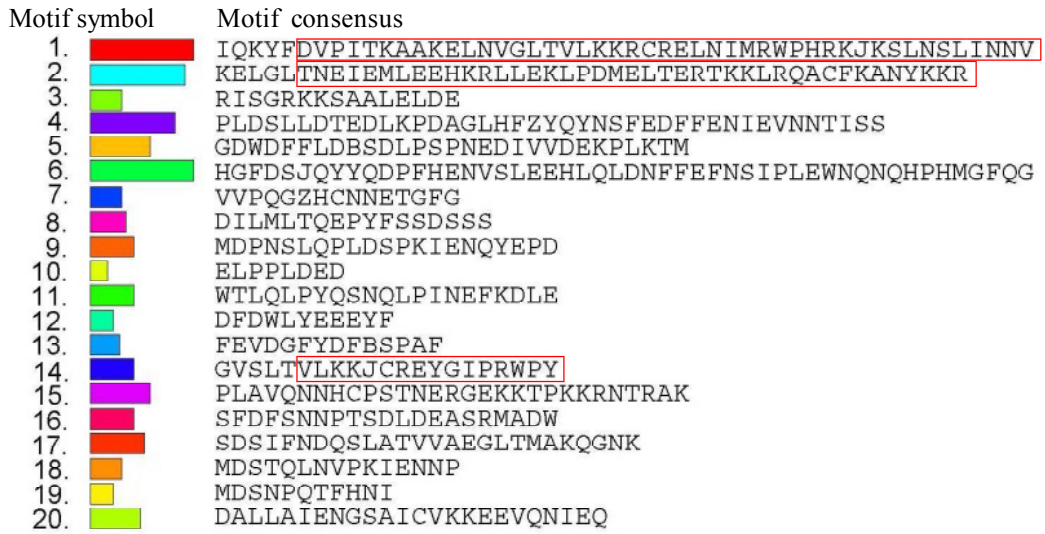 Motif symbol Motif consensus
1. IQKYFDVPITKAAKELNVGLTVLKKRCRELNIMRWPHRKJKSLNSLINNV
2. KELGLTNEIEMLEEHKRLLEKLPDMELTERTKKLRQACFKANYKKR
3. RISGRKKSAALELDE
4. PLDSLLDTEDLKPDAGLHFZYQYNSFEDFFENIEVNNTISS
5. GDWDFFLDBSDLPSPNEDIVVDEKPLKTM
6. HGFDSJQYYQDPFHENVSLEEHLQLDNFFEFNSIPLEWNQNQHPHMGFQG
7. VVPQGZHCNNETGFG
8. DILMLTQEPYFSSDSSS
9. MDPNSLQPLDSPKIENQYEPD
10. ELPPLDED
11. WTLQLPYQSNQLPINEFKDLE
12. DFDWLYEEEYF
13. FEVDGFYDFBSPAF
14. GVSLTVLKKJCREYGIPRWPY
15. PLAVQNNHCPSTNERGEKKTPKKRNTRAK
16. SFDFSNNPTSDLDEASRMADW
17. SDSIFNDQSLATVVAEGLTMAKQGNK
18. MDSTQLNVPKIENNP
19. MDSNPQTFHNI
20. DALLAIENGSAICVKKEEVQNIEQ